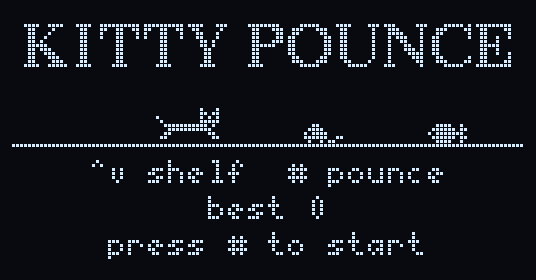 KITTY POUNCE
^v shelf  # pounce
best 0
press # to start